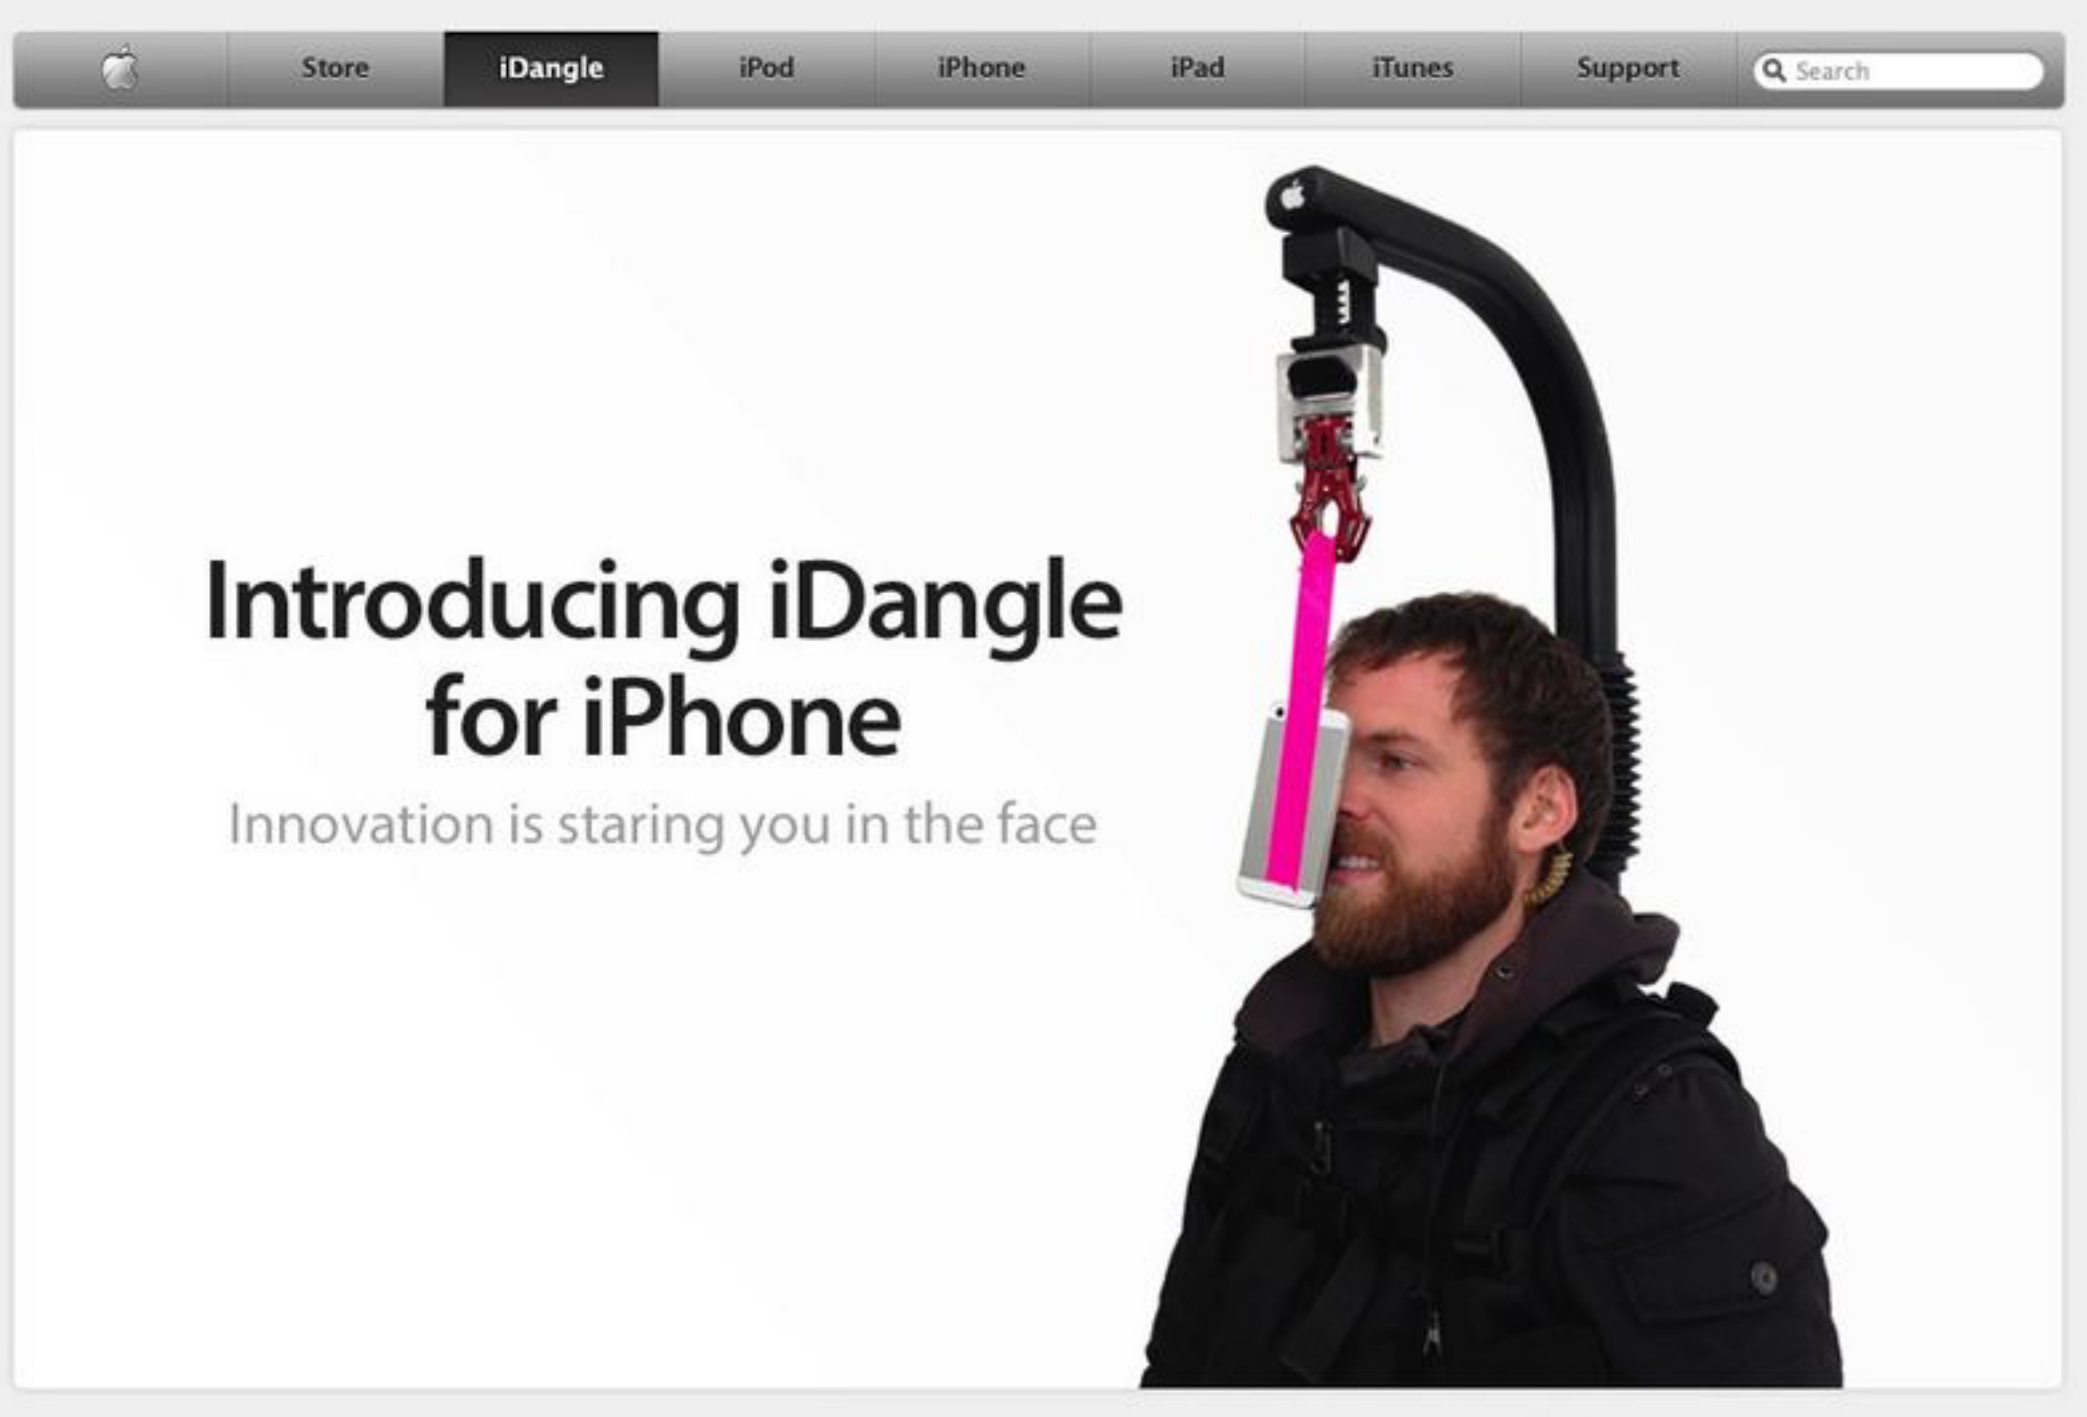 Store
iDangle
iPod
iPhone
iPad
iTunes
Support
Search
Introducing iDangle
for iPhone
Innovation is staring you in the face